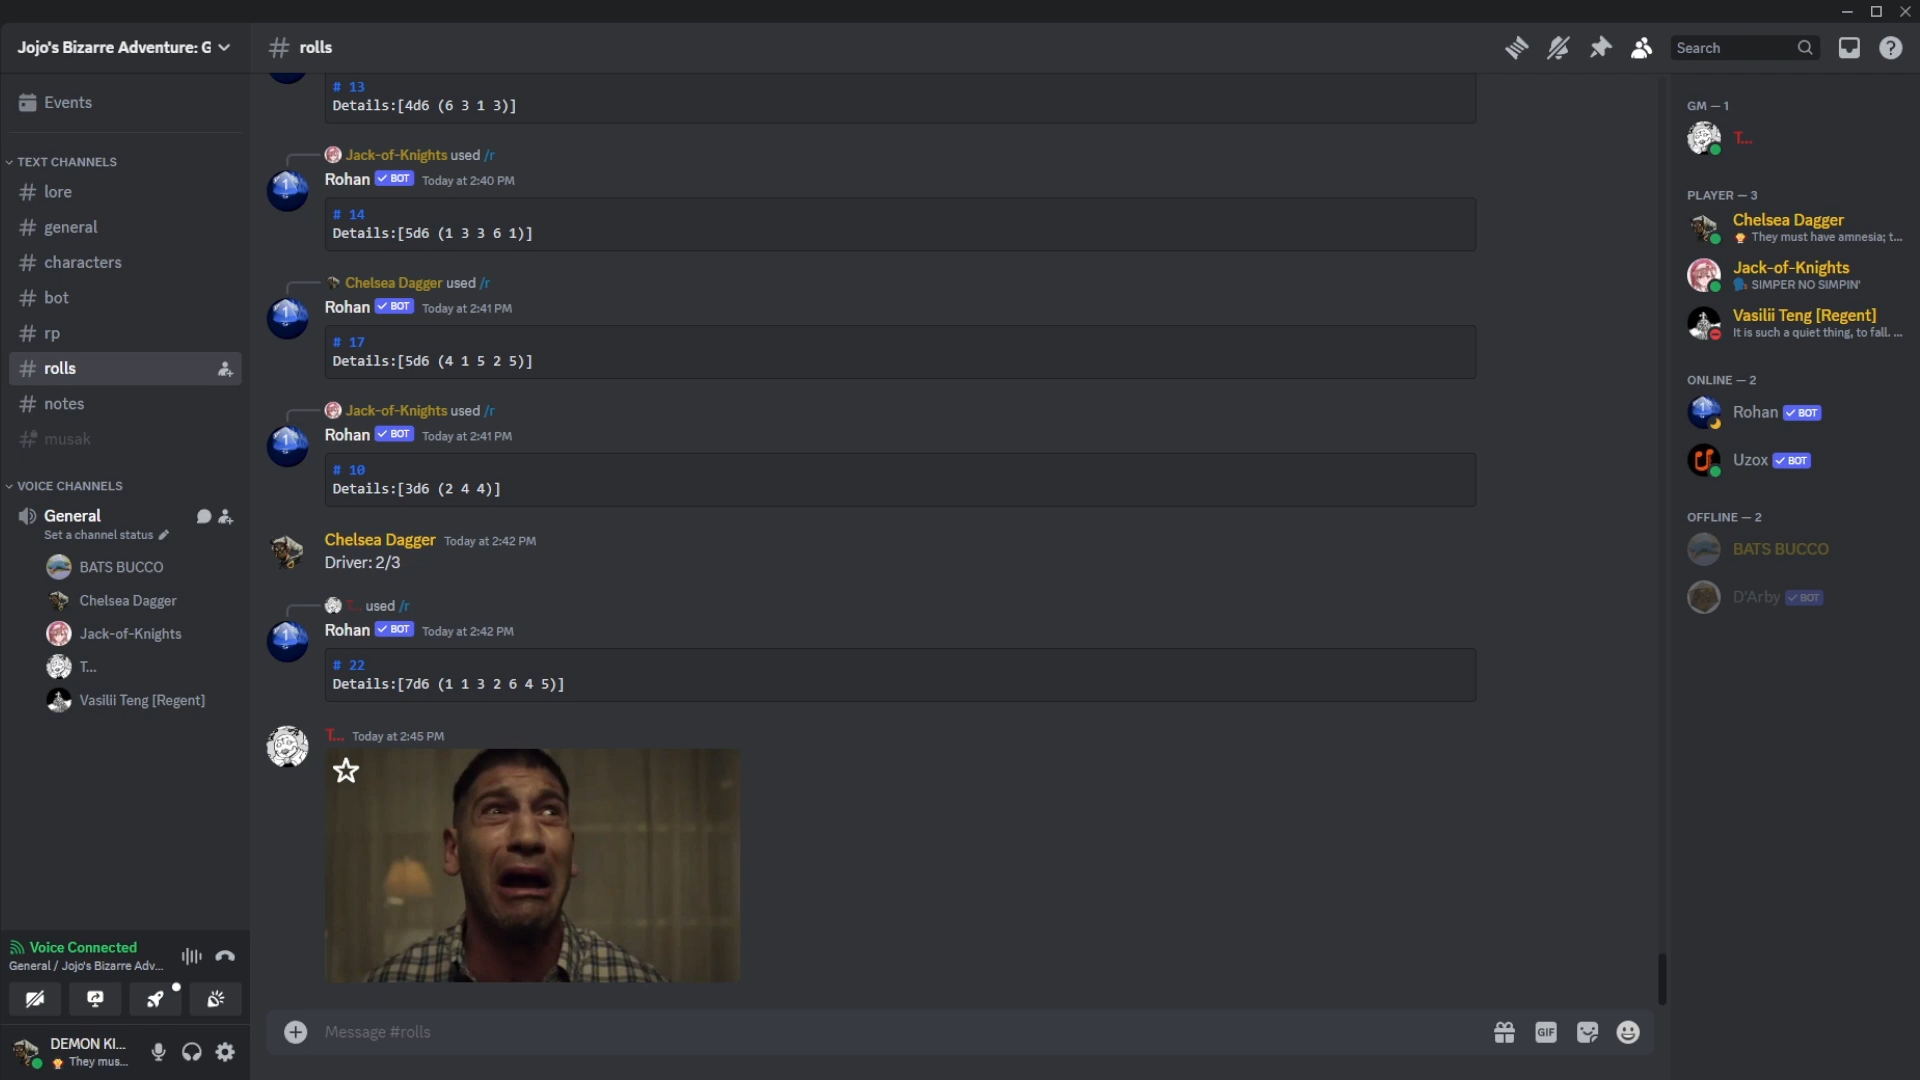 Jojo's Bizarre Adventure: G
Events
TEXT CHANNELS
lore
general
characters
bot
rp
rolls
notes
musak
VOICE CHANNELS
General
Set a channel status
BATS BUCCO
Chelsea Dagger
Jack-of-Knights
T...
Vasilii Teng [Regent]
Voice Connected
General / Jojo's Bizarre Adv...
DEMON KI...
They mus...
# rolls
Search
# 13
Details:[4d6 (6 3 1 3)]
Jack-of-Knights used /r
Rohan BOT Today at 2:40 PM
# 14
Details:[5d6 (1 3 3 6 1)]
Chelsea Dagger used /r
Rohan BOT Today at 2:41 PM
# 17
Details:[5d6 (4 1 5 2 5)]
Jack-of-Knights used /r
Rohan BOT Today at 2:41 PM
# 10
Details:[3d6 (2 4 4)]
Chelsea Dagger Today at 2:42 PM
Driver: 2/3
T... used /r
Rohan BOT Today at 2:42 PM
# 22
Details:[7d6 (1 1 3 2 6 4 5)]
T... Today at 2:45 PM
Message #rolls
GIF
GM — 1
T...
PLAYER — 3
Chelsea Dagger
They must have amnesia; t...
Jack-of-Knights
SIMPER NO SIMPIN'
Vasilii Teng [Regent]
It is such a quiet thing, to fall. ...
ONLINE — 2
Rohan BOT
Uzox BOT
OFFLINE — 2
BATS BUCCO
D'Arby BOT